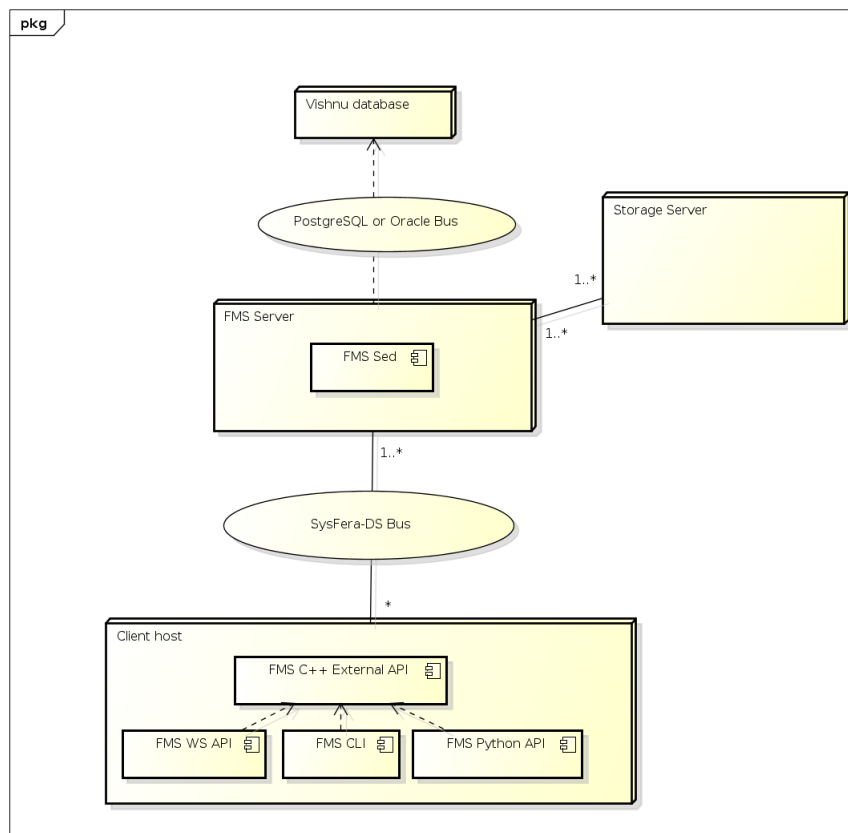 pkg
Vishnu database
PostgreSQL or Oracle Bus
Storage Server
1..*
FMS Server
1..*
FMS Sed
1..*
SysFera-DS Bus
*
Client host
FMS C++ External API
FMS WS API
FMS CLI
FMS Python API